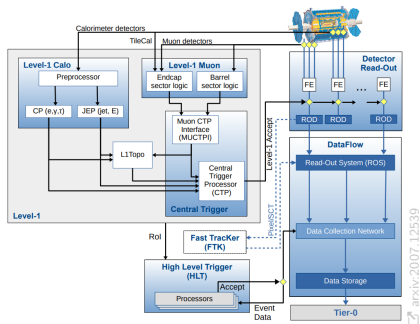 Calorimeter detectors
TileCal
Muon detectors
Level-1 Calo
Preprocessor
CP (e,γ,τ)
JEP (jet, E)
Level-1 Muon
Endcap
sector logic
Barrel
sector logic
Detector
Read-Out
FE
FE
...
FE
ROD
ROD
ROD
Muon CTP
Interface
(MUCTPI)
L1Topo
Central
Trigger
Processor
(CTP)
Central Trigger
Level-1
Level-1 Accept
Pixel/SCT
DataFlow
Read-Out System (ROS)
Data Collection Network
Data Storage
Tier-0
RoI
Fast TracKer
(FTK)
High Level Trigger
(HLT)
Accept
Processors
Event
Data
arxiv:2007.12539